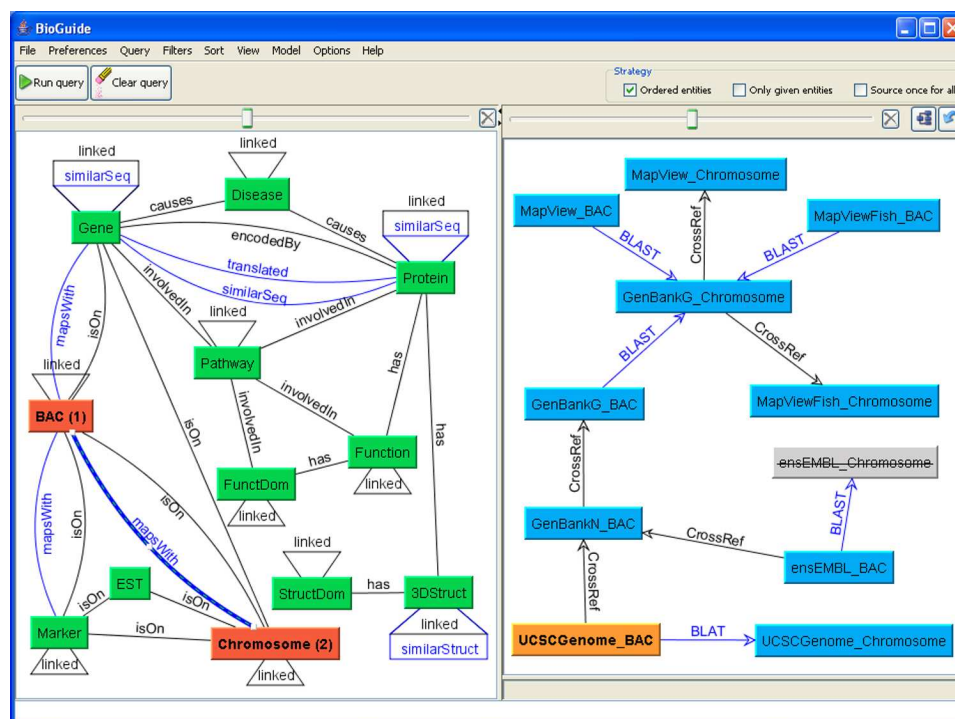 BioGuide
File Preferences Query Filters Sort View Model Options Help
Run query Clear query
Strategy
Ordered entities Only given entities Source once for all
linked
similarSeq
linked
Disease
linked
similarSeq
Gene
causes
causes
encodedBy
translated
similarSeq
Protein
mapsWith
isOn
involvedIn
linked
involvedIn
Pathway
linked
BAC (1)
has
involvedIn
involvedIn
isOn
has
Function
has
FunctDom
linked
linked
isOn
mapsWith
mapsWith
isOn
linked
EST
isOn
isOn
StructDom
has
3DStruct
Marker
isOn
linked
Chromosome (2)
linked
linked
similarStruct
MapView_Chromosome
MapView_BAC
MapViewFish_BAC
CrossRef
BLAST
BLAST
GenBankG_Chromosome
BLAST
CrossRef
GenBankG_BAC
MapViewFish_Chromosome
CrossRef
ensEMBL_Chromosome
GenBankN_BAC
BLAST
CrossRef
ensEMBL_BAC
CrossRef
UCSCGenome_BAC
BLAT
UCSCGenome_Chromosome